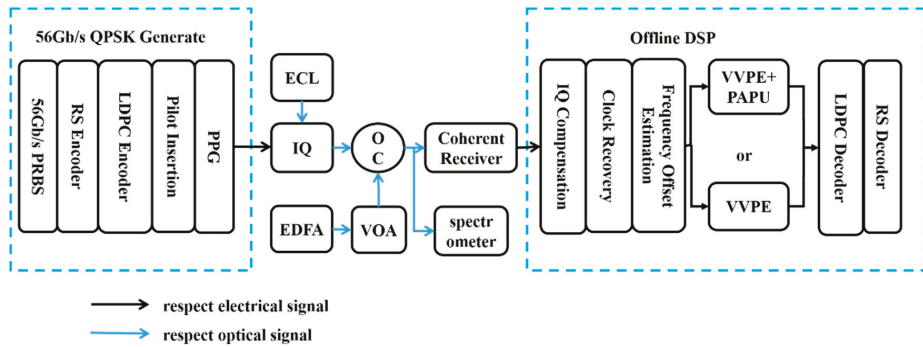 56Gb/s QPSK Generate
56Gb/s PRBS
RS Encoder
LDPC Encoder
Pilot Insertion
PPG
ECL
IQ
EDFA
VOA
O
C
Coherent
Receiver
spectr
ometer
Offline DSP
IQ Compensation
Clock Recovery
Frequency Offset
Estimation
VVPE+
PAPU
or
VVPE
LDPC Decoder
RS Decoder
respect electrical signal
respect optical signal